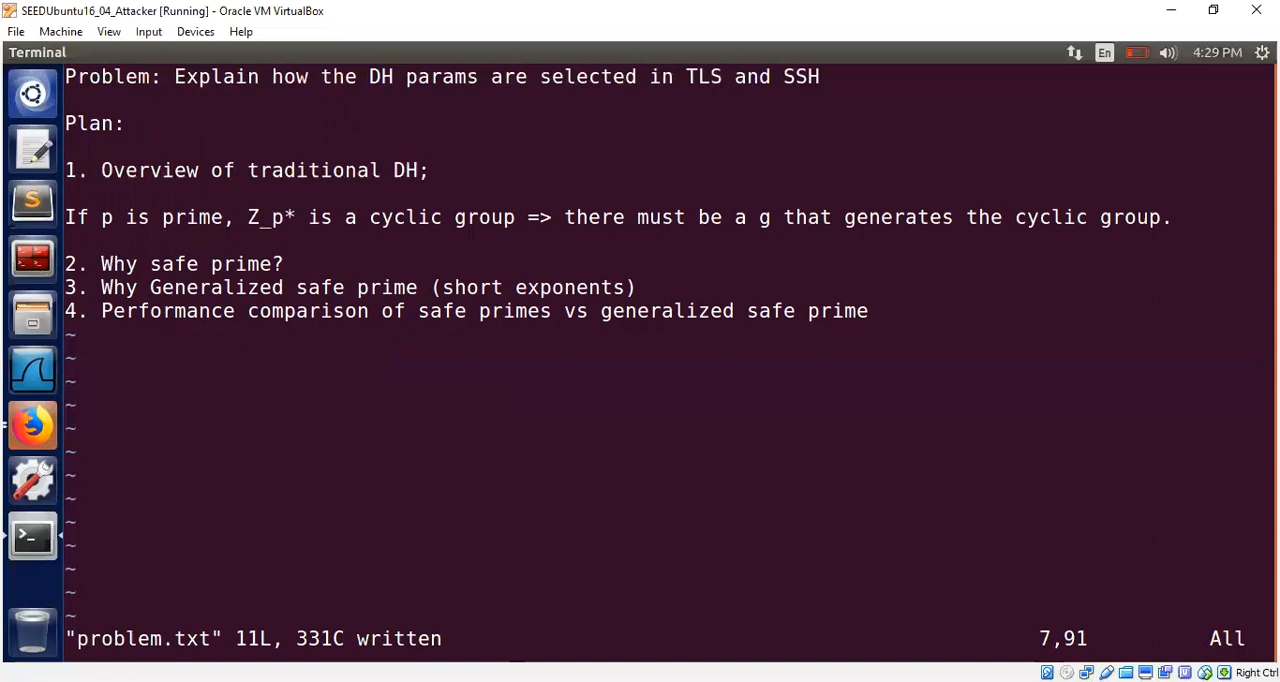 SEEDUbuntu16_04_Attacker [Running] - Oracle VM VirtualBox
File Machine View Input Devices Help
Terminal En 4:29 PM
Problem: Explain how the DH params are selected in TLS and SSH
Plan:
1. Overview of traditional DH;
If p is prime, Z_p* is a cyclic group => there must be a g that generates the cyclic group.
2. Why safe prime?
3. Why Generalized safe prime (short exponents)
4. Performance comparison of safe primes vs generalized safe prime
~
~
~
~
~
~
~
~
~
~
~
~
~
"problem.txt" 11L, 331C written 7,91 All
Right Ctrl